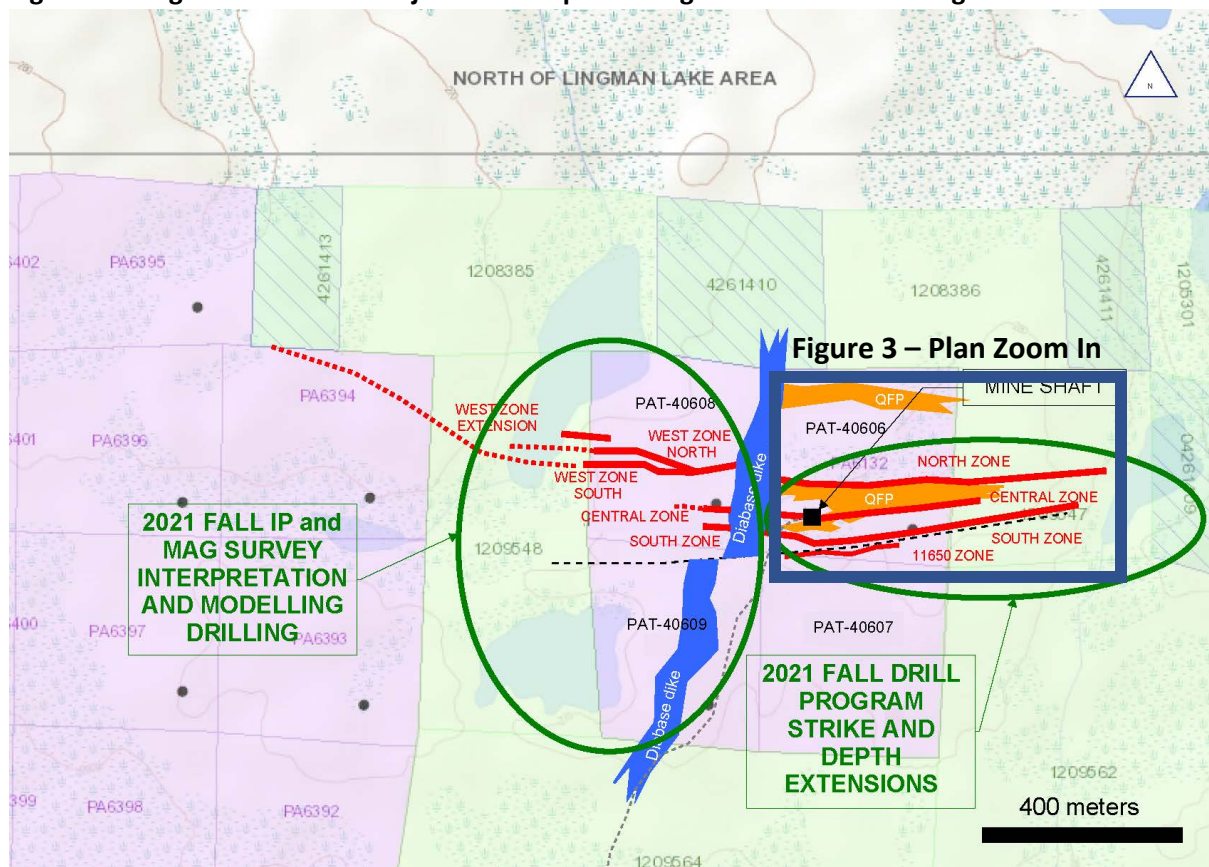 NORTH OF LINGMAN LAKE AREA
N
280
6402
PA6395
4261413
1208385
4261410
1208386
4261411
1205301
Figure 3 – Plan Zoom In
MINE SHAFT
PA6394
WEST ZONE
EXTENSION
PAT-40608
WEST ZONE
NORTH
QFP
PAT-40606
6401
PA6396
WEST ZONE
SOUTH
PA6132
NORTH ZONE
QFP
CENTRAL ZONE
CENTRAL ZONE
Diabase dike
SOUTH ZONE
SOUTH ZONE
11650 ZONE
2021 FALL IP and
MAG SURVEY
INTERPRETATION
AND MODELLING
DRILLING
1209548
6400
PA6397
PA6393
PAT-40609
PAT-40607
Diabase dike
2021 FALL DRILL
PROGRAM
STRIKE AND
DEPTH
EXTENSIONS
1209562
6399
PA6398
PA6392
400 meters
1209564